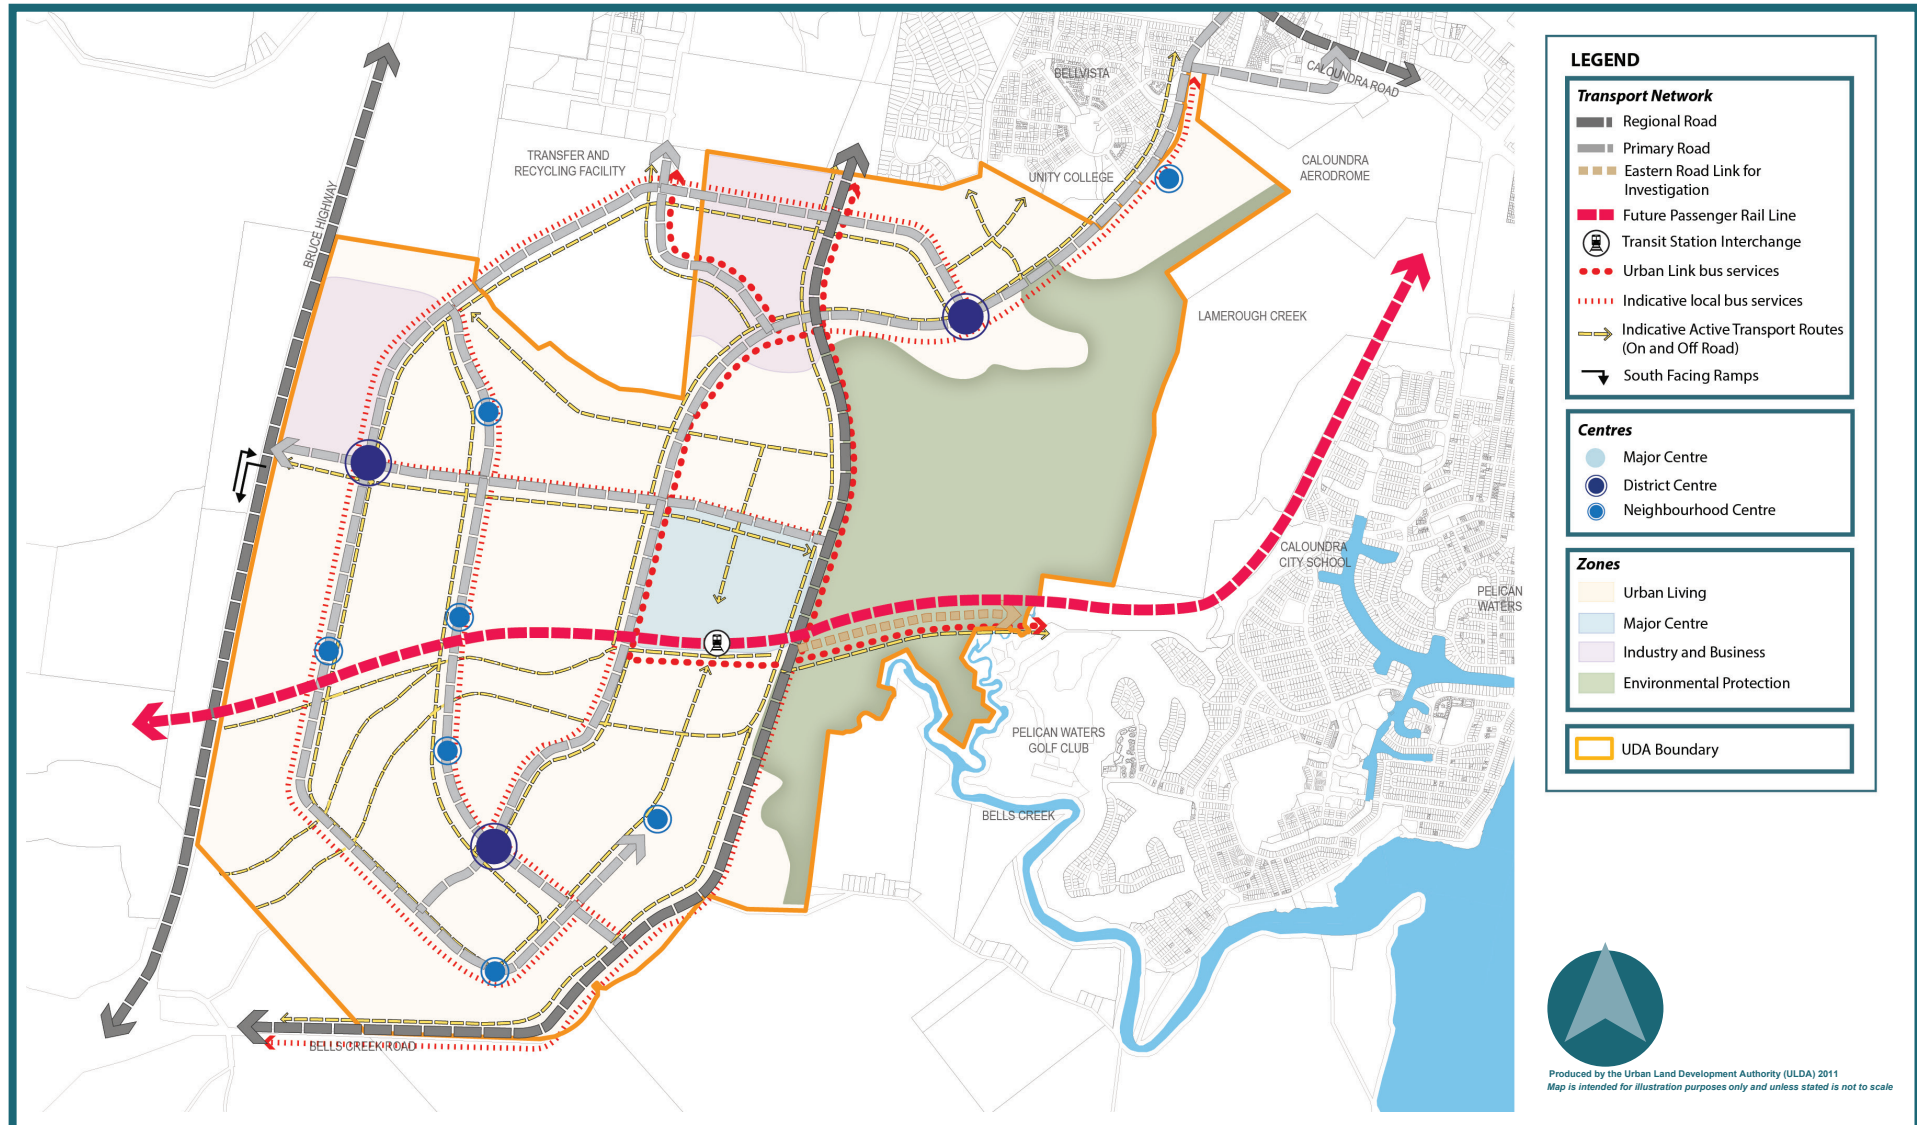 BELLVISTA
CALOUNDRA ROAD
TRANSFER AND
RECYCLING FACILITY
UNITY COLLEGE
CALOUNDRA
AERODROME
BRUCE HIGHWAY
LAMEROUGH CREEK
CALOUNDRA
CITY SCHOOL
PELICAN
WATERS
PELICAN WATERS
GOLF CLUB
BELLS CREEK
BELLS CREEK ROAD
LEGEND
Transport Network
Regional Road
Primary Road
Eastern Road Link for
Investigation
Future Passenger Rail Line
Transit Station Interchange
Urban Link bus services
Indicative local bus services
Indicative Active Transport Routes
(On and Off Road)
South Facing Ramps
Centres
Major Centre
District Centre
Neighbourhood Centre
Zones
Urban Living
Major Centre
Industry and Business
Environmental Protection
UDA Boundary
Produced by the Urban Land Development Authority (ULDA) 2011
Map is intended for illustration purposes only and unless stated is not to scale